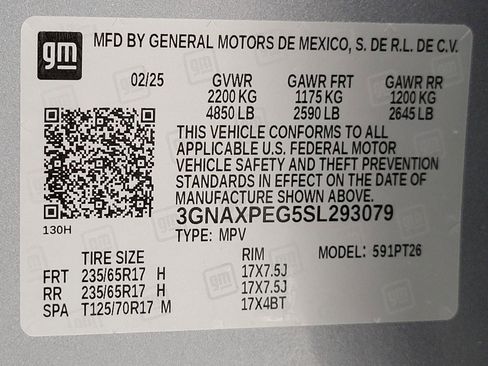 gm MFD BY GENERAL MOTORS DE MEXICO, S. DE R.L. DE C.V.
02/25 GVWR GAWR FRT GAWR RR
2200 KG 1175 KG 1200 KG
4850 LB 2590 LB 2645 LB
THIS VEHICLE CONFORMS TO ALL
APPLICABLE U.S. FEDERAL MOTOR
VEHICLE SAFETY AND THEFT PREVENTION
STANDARDS IN EFFECT ON THE DATE OF
MANUFACTURE SHOWN ABOVE.
3GNAXPEG5SL293079
130H TYPE: MPV
TIRE SIZE RIM MODEL: 591PT26
FRT 235/65R17 H 17X7.5J
RR 235/65R17 H 17X7.5J
SPA T125/70R17 M 17X4BT